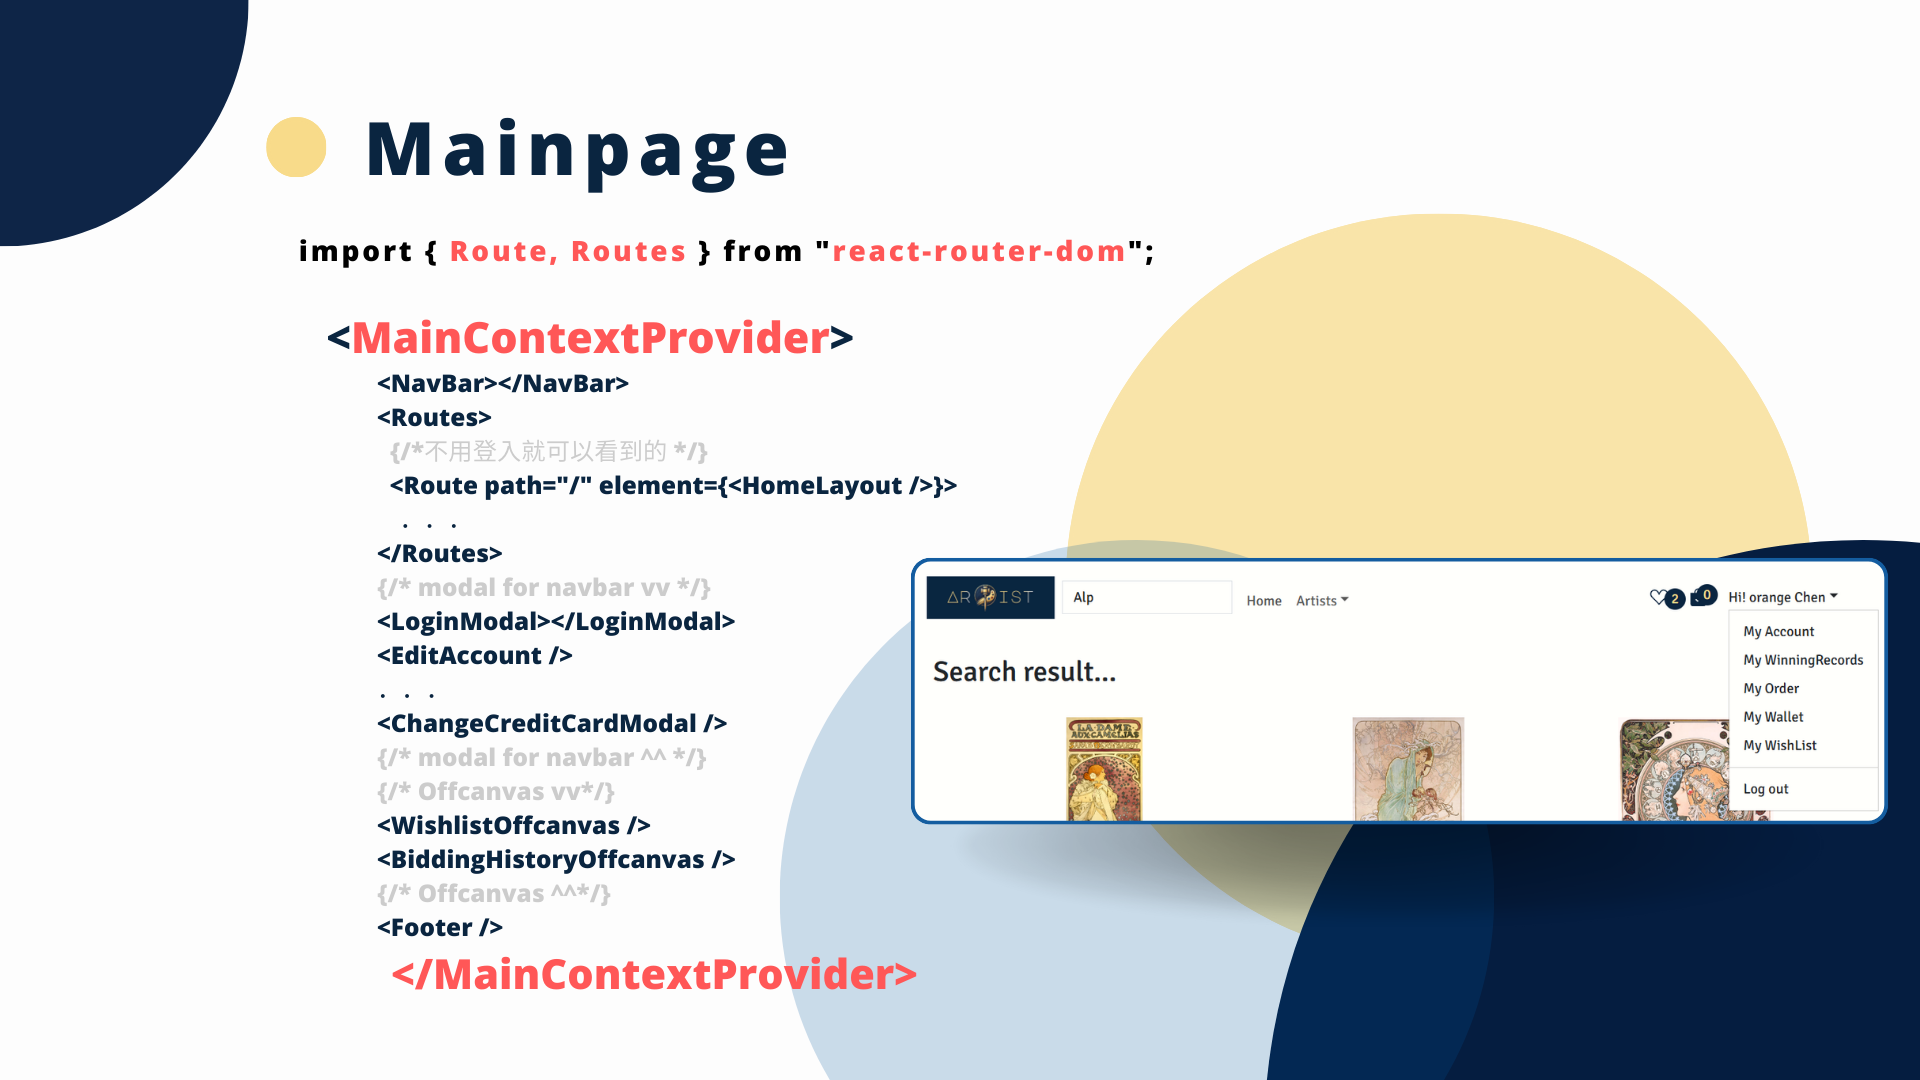 Mainpage
import { Route, Routes } from "react-router-dom";
<MainContextProvider>
<NavBar></NavBar>
<Routes>
{/*不用登入就可以看到的 */}
<Route path="/" element={<HomeLayout />}>
. . .
</Routes>
{/* modal for navbar vv */}
<LoginModal></LoginModal>
<EditAccount />
. . .
<ChangeCreditCardModal />
{/* modal for navbar ^^ */}
{/* Offcanvas vv*/}
<WishlistOffcanvas />
<BiddingHistoryOffcanvas />
{/* Offcanvas ^^*/}
<Footer />
</MainContextProvider>
AR IST
Alp
Home
Artists
2
0
Hi! orange Chen
My Account
My WinningRecords
My Order
My Wallet
My WishList
Log out
Search result...
LA·DAME·
AUX·CAMELIAS